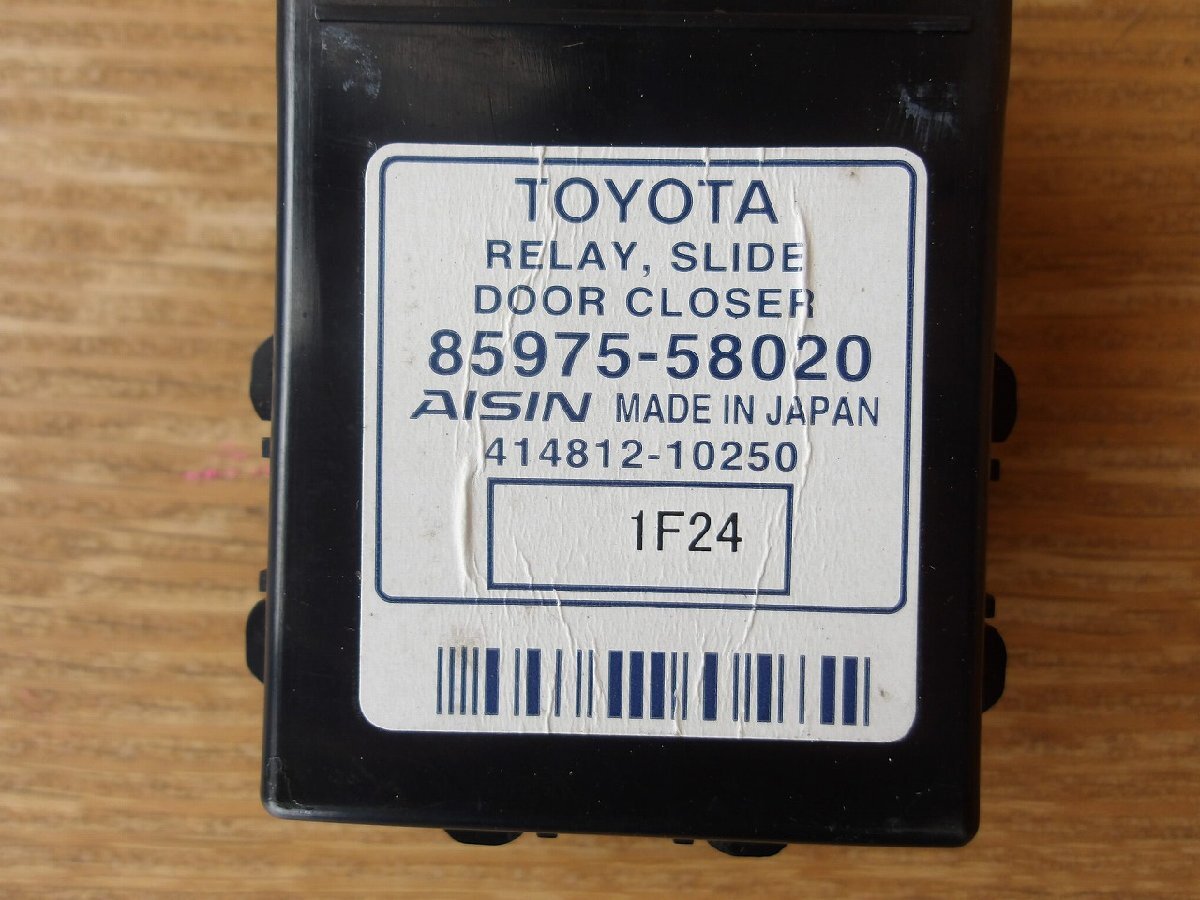 TOYOTA
RELAY, SLIDE
DOOR CLOSER
85975-58020
AISIN MADE IN JAPAN
414812-10250
1F24